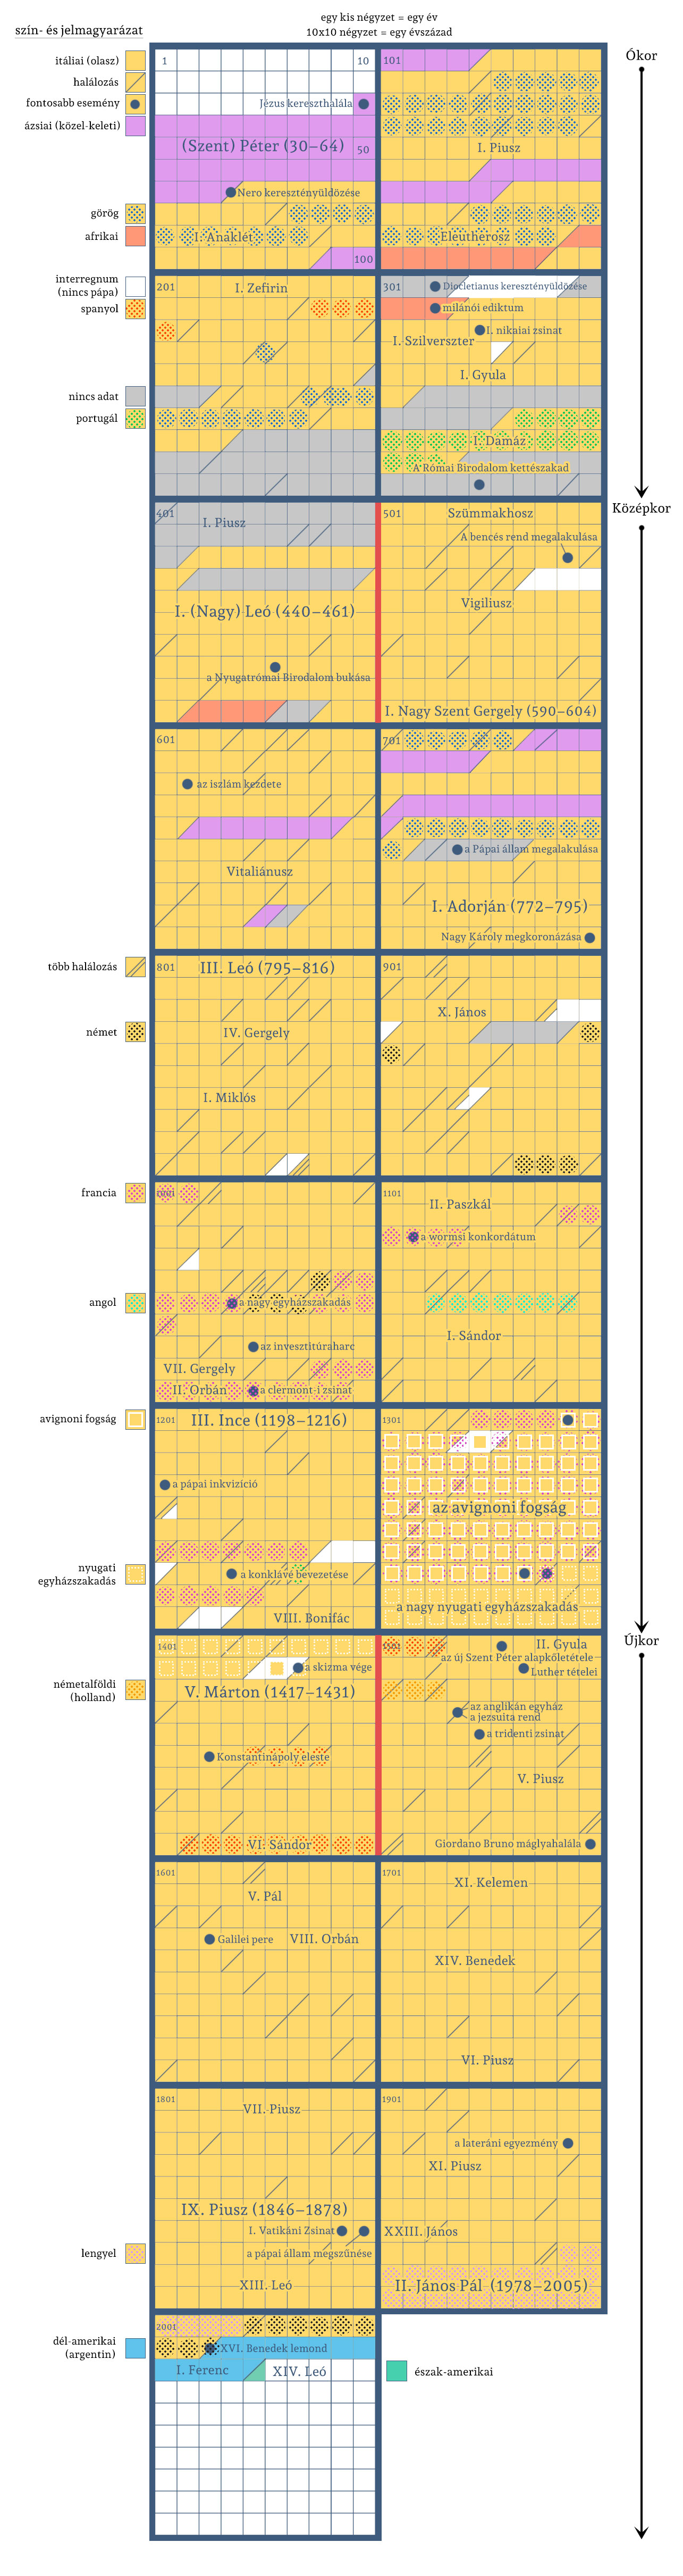 szín- és jelmagyarázat
egy kis négyzet = egy év
10x10 négyzet = egy évszázad
itáliai (olasz)
halálozás
fontosabb esemény
ázsiai (közel-keleti)
görög
afrikai
interregnum
(nincs pápa)
spanyol
nincs adat
portugál
több halálozás
német
francia
angol
avignoni fogság
nyugati
egyházszakadás
németalföldi
(holland)
lengyel
dél-amerikai
(argentin)
észak-amerikai
Ókor
Középkor
Újkor
1
10
Jézus kereszthalála
(Szent) Péter (30–64)
50
Nero keresztényüldözése
I. Anaklét
100
101
I. Piusz
Eleutherosz
201
I. Zefirin
301
Diocletianus keresztényüldözése
milánói ediktum
I. nikaiai zsinat
I. Szilveszter
I. Gyula
I. Damáz
A Római Birodalom kettészakad
401
I. Piusz
I. (Nagy) Leó (440–461)
a Nyugatrómai Birodalom bukása
501
Szümmakhosz
A bencés rend megalakulása
Vigiliusz
I. Nagy Szent Gergely (590–604)
601
az iszlám kezdete
Vitaliánusz
701
a Pápai állam megalakulása
I. Adorján (772–795)
Nagy Károly megkoronázása
801
III. Leó (795–816)
IV. Gergely
I. Miklós
901
X. János
a nagy egyházszakadás
az invesztitúraharc
VII. Gergely
II. Orbán
a clermont-i zsinat
1101
II. Paszkál
a wormsi konkordátum
I. Sándor
1201
III. Ince (1198–1216)
a pápai inkvizíció
a konklávé bevezetése
VIII. Bonifác
1301
az avignoni fogság
a nagy nyugati egyházszakadás
1401
a skizma vége
V. Márton (1417–1431)
Konstantinápoly eleste
VI. Sándor
II. Gyula
az új Szent Péter alapkőletétele
Luther tételei
az anglikán egyház
a jezsuita rend
a tridenti zsinat
V. Piusz
Giordano Bruno máglyahalála
1601
V. Pál
Galilei pere
VIII. Orbán
1701
XI. Kelemen
XIV. Benedek
VI. Piusz
1801
VII. Piusz
IX. Piusz (1846–1878)
I. Vatikáni Zsinat
a pápai állam megszűnése
XIII. Leó
1901
a lateráni egyezmény
XI. Piusz
XXIII. János
II. János Pál (1978–2005)
2001
XVI. Benedek lemond
I. Ferenc
XIV. Leó